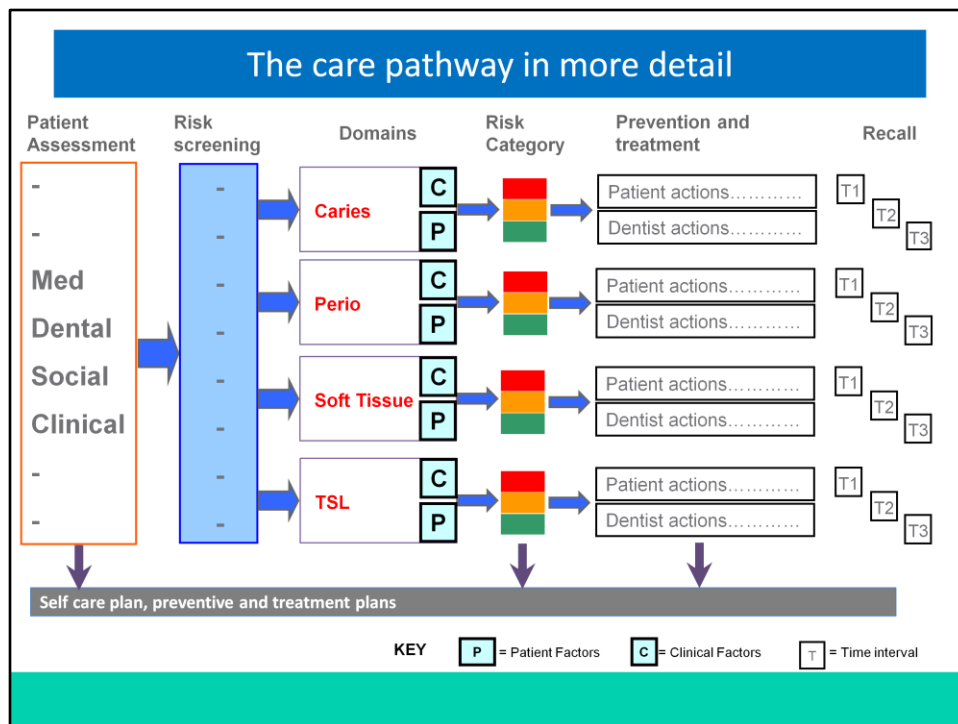 The care pathway in more detail
Patient
Assessment
Risk
screening
Domains
Risk
Category
Prevention and
treatment
Recall
-
-
Med
Dental
Social
Clinical
-
-
-
-
-
-
-
-
-
-
Caries
C
P
Patient actions…………
Dentist actions………..
T1
T2
T3
Perio
C
P
Patient actions…………
Dentist actions………..
T1
T2
T3
Soft Tissue
C
P
Patient actions…………
Dentist actions………..
T1
T2
T3
TSL
C
P
Patient actions…………
Dentist actions………..
T1
T2
T3
Self care plan, preventive and treatment plans
KEY
P = Patient Factors
C = Clinical Factors
T = Time interval